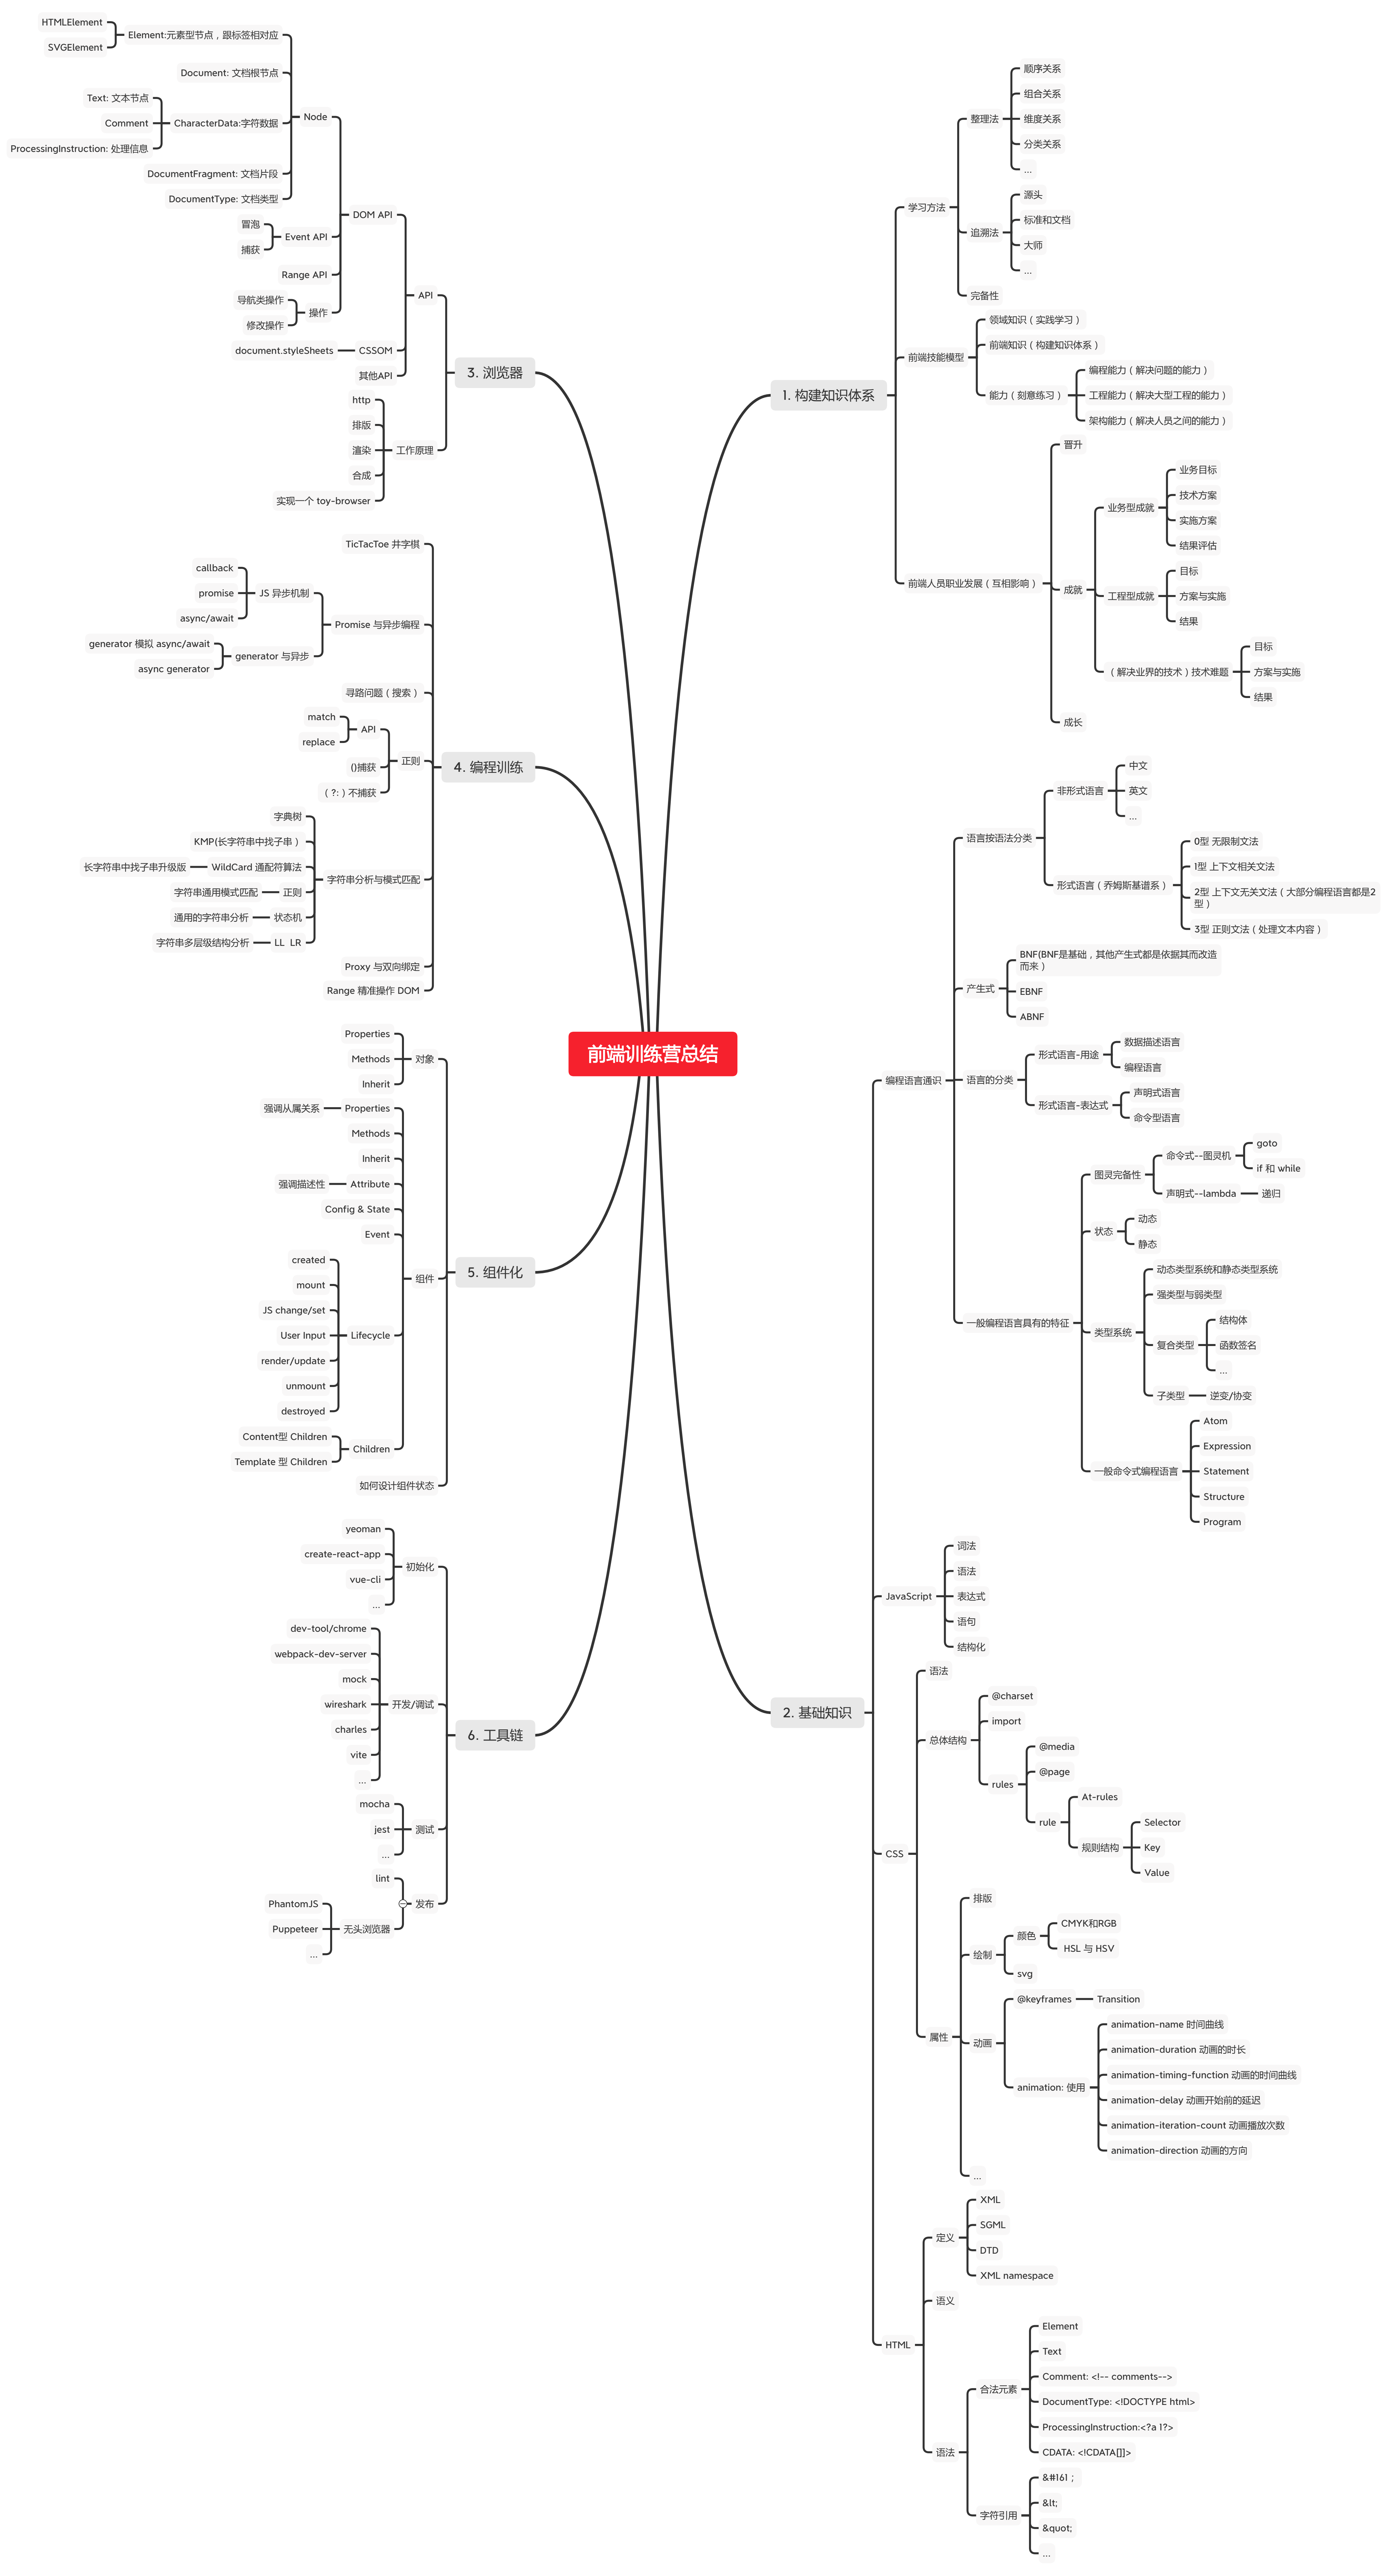 前端训练营总结
1. 构建知识体系
学习方法
整理法
顺序关系
组合关系
维度关系
分类关系
...
追溯法
源头
标准和文档
大师
...
完备性
前端技能模型
领域知识（实践学习）
前端知识（构建知识体系）
能力（刻意练习）
编程能力（解决问题的能力）
工程能力（解决大型工程的能力）
架构能力（解决人员之间的能力）
前端人员职业发展（互相影响）
晋升
成就
业务型成就
业务目标
技术方案
实施方案
结果评估
工程型成就
目标
方案与实施
结果
（解决业界的技术）技术难题
目标
方案与实施
结果
成长
2. 基础知识
编程语言通识
语言按语法分类
非形式语言
中文
英文
...
形式语言（乔姆斯基谱系）
0型 无限制文法
1型 上下文相关文法
2型 上下文无关文法（大部分编程语言都是2
型）
3型 正则文法（处理文本内容）
产生式
BNF(BNF是基础，其他产生式都是依据其而改造
而来）
EBNF
ABNF
语言的分类
形式语言-用途
数据描述语言
编程语言
形式语言-表达式
声明式语言
命令型语言
一般编程语言具有的特征
图灵完备性
命令式--图灵机
goto
if 和 while
声明式--lambda
递归
状态
动态
静态
类型系统
动态类型系统和静态类型系统
强类型与弱类型
复合类型
结构体
函数签名
...
子类型
逆变/协变
一般命令式编程语言
Atom
Expression
Statement
Structure
Program
JavaScript
词法
语法
表达式
语句
结构化
CSS
语法
总体结构
@charset
import
rules
@media
@page
rule
At-rules
规则结构
Selector
Key
Value
属性
排版
绘制
颜色
CMYK和RGB
HSL 与 HSV
svg
动画
@keyframes
Transition
animation: 使用
animation-name 时间曲线
animation-duration 动画的时长
animation-timing-function 动画的时间曲线
animation-delay 动画开始前的延迟
animation-iteration-count 动画播放次数
animation-direction 动画的方向
...
HTML
定义
XML
SGML
DTD
XML namespace
语义
语法
合法元素
Element
Text
Comment: <!-- comments-->
DocumentType: <!DOCTYPE html>
ProcessingInstruction:<?a 1?>
CDATA: <!CDATA[]]>
字符引用
&#161；
&lt;
&quot;
...
3. 浏览器
API
DOM API
Node
Element:元素型节点，跟标签相对应
HTMLElement
SVGElement
Document: 文档根节点
CharacterData:字符数据
Text: 文本节点
Comment
ProcessingInstruction: 处理信息
DocumentFragment: 文档片段
DocumentType: 文档类型
Event API
冒泡
捕获
Range API
操作
导航类操作
修改操作
CSSOM
document.styleSheets
其他API
工作原理
http
排版
渲染
合成
实现一个 toy-browser
4. 编程训练
TicTacToe 井字棋
Promise 与异步编程
JS 异步机制
callback
promise
async/await
generator 与异步
generator 模拟 async/await
async generator
寻路问题（搜索）
正则
API
match
replace
()捕获
（?:）不捕获
字符串分析与模式匹配
字典树
KMP(长字符串中找子串）
WildCard 通配符算法
长字符串中找子串升级版
正则
字符串通用模式匹配
状态机
通用的字符串分析
LL LR
字符串多层级结构分析
Proxy 与双向绑定
Range 精准操作 DOM
5. 组件化
对象
Properties
Methods
Inherit
组件
Properties
强调从属关系
Methods
Inherit
Attribute
强调描述性
Config & State
Event
Lifecycle
created
mount
JS change/set
User Input
render/update
unmount
destroyed
Children
Content型 Children
Template 型 Children
如何设计组件状态
6. 工具链
初始化
yeoman
create-react-app
vue-cli
...
开发/调试
dev-tool/chrome
webpack-dev-server
mock
wireshark
charles
vite
...
测试
mocha
jest
...
发布
lint
无头浏览器
PhantomJS
Puppeteer
...